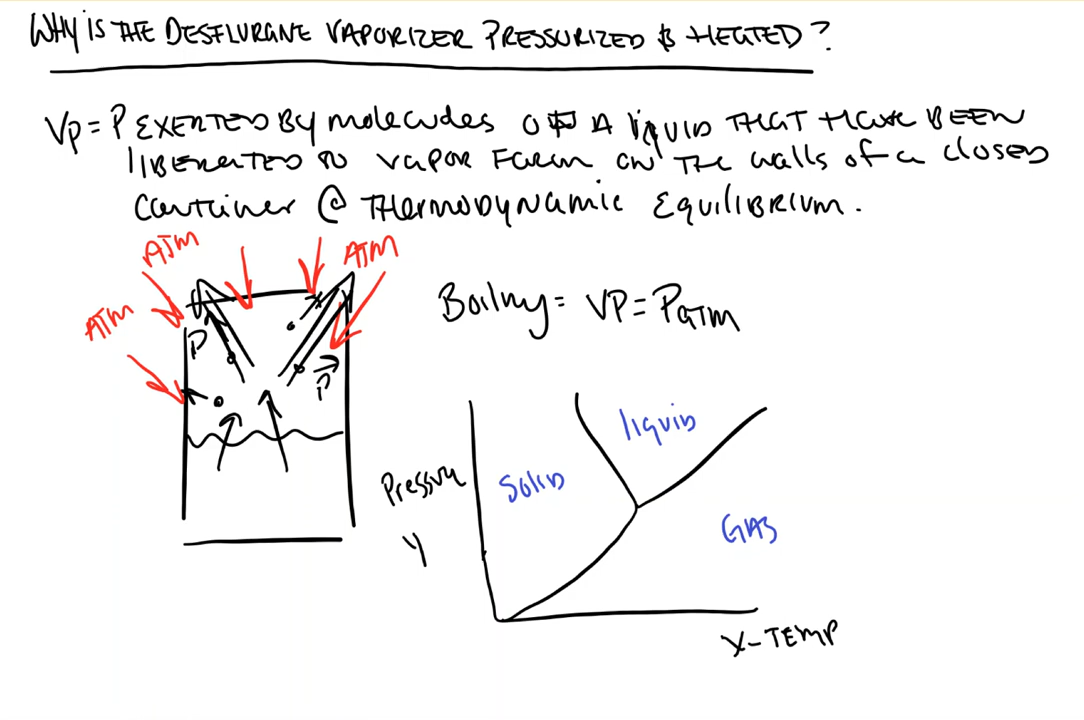 WHY IS THE DESFLURANE VAPORIZER PRESSURIZED & HEATED?
Vp = P EXERTED By molecules OF A liquid THAT HAVE BEEN
liBERATED TO VAPOR FORM ON THE walls of a closed
container @ THERMODYNAMIC EQUILIBRIUM.
ATM
ATM
ATM
P
P
Boiling = VP = Patm
liquid
Solid
Pressure
GAS
Y
X-TEMP